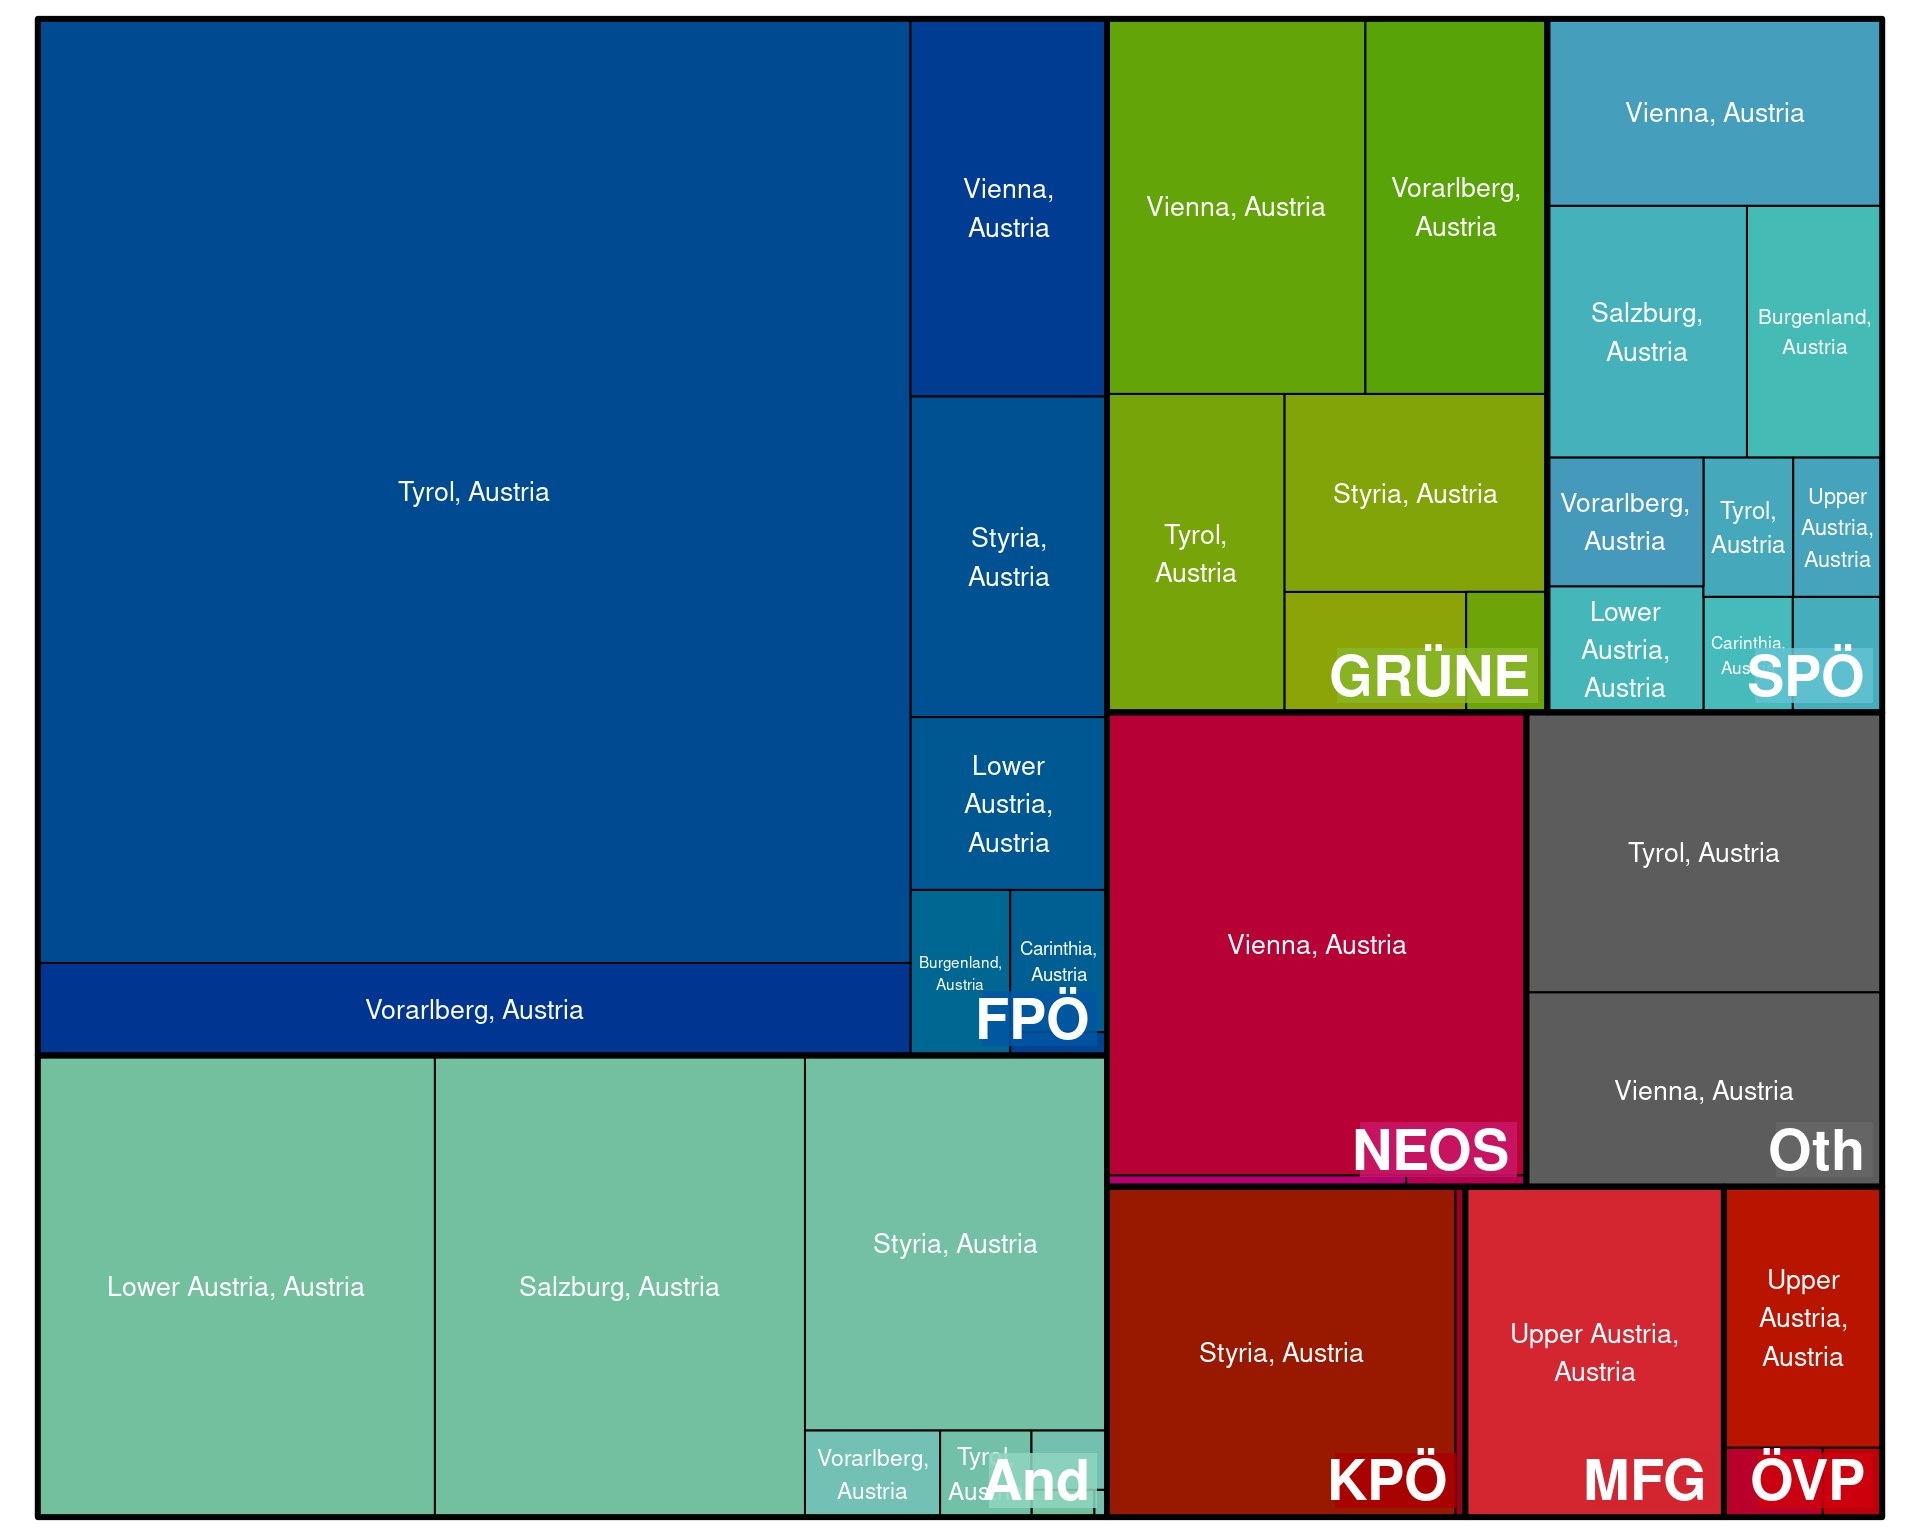 Tyrol, Austria
Vorarlberg, Austria
Vienna,
Austria
Styria,
Austria
Lower
Austria,
Austria
Burgenland,
Austria
Carinthia,
Austria
FPÖ
Lower Austria, Austria
Salzburg, Austria
Styria, Austria
Vorarlberg,
Austria
And
Vienna, Austria
Vorarlberg,
Austria
Tyrol,
Austria
Styria, Austria
GRÜNE
Vienna, Austria
Salzburg,
Austria
Burgenland,
Austria
Vorarlberg,
Austria
Tyrol,
Austria
Upper
Austria,
Austria
Lower
Austria,
Austria
Carinthia,
SPÖ
Vienna, Austria
NEOS
Tyrol, Austria
Vienna, Austria
Oth
Styria, Austria
KPÖ
Upper Austria,
Austria
MFG
Upper
Austria,
Austria
ÖVP